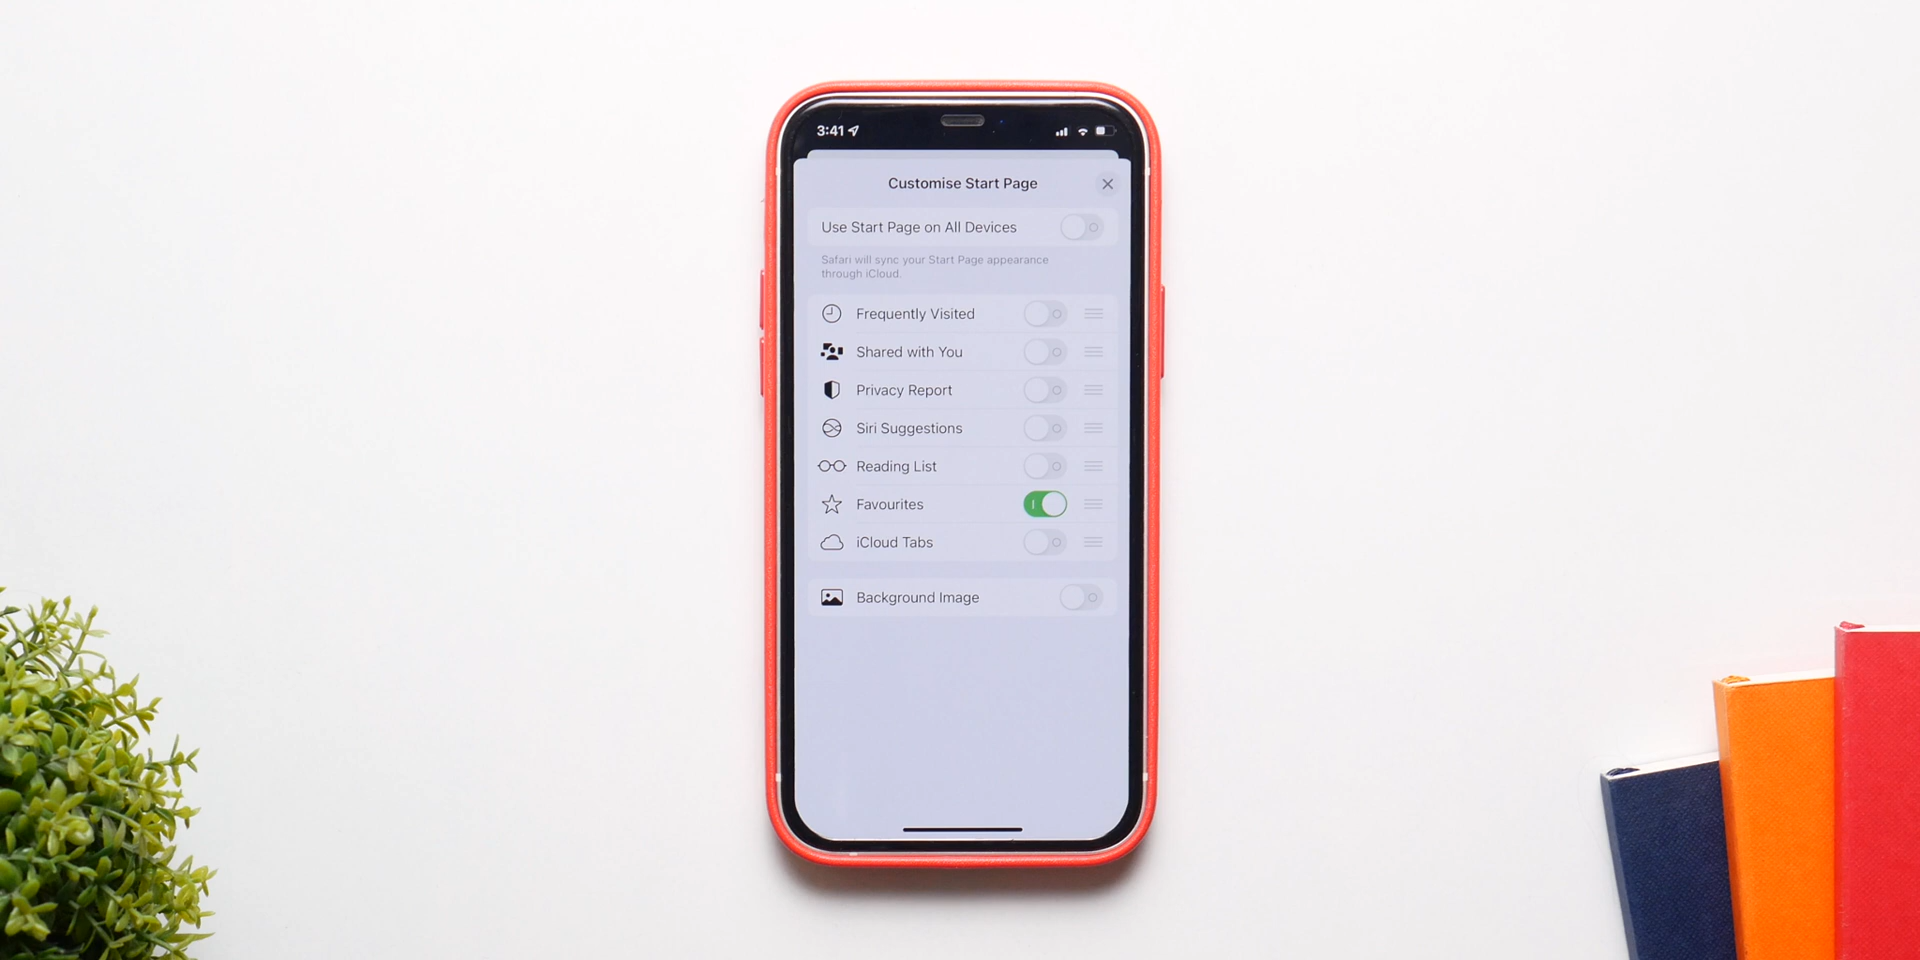 3:41
Customise Start Page
Use Start Page on All Devices
Safari will sync your Start Page appearance
through iCloud.
Frequently Visited
Shared with You
Privacy Report
Siri Suggestions
Reading List
Favourites
iCloud Tabs
Background Image